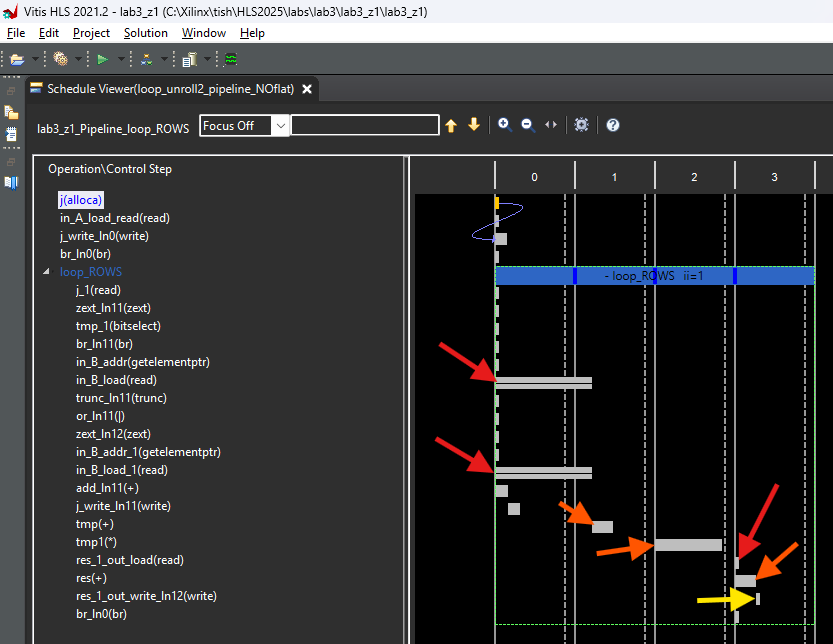 Vitis HLS 2021.2 - lab3_z1 (C:\Xilinx\tish\HLS2025\labs\lab3\lab3_z1\lab3_z1)
File Edit Project Solution Window Help
Schedule Viewer(loop_unroll2_pipeline_NOflat)
lab3_z1_Pipeline_loop_ROWS Focus Off
Operation\Control Step 0 1 2 3
j(alloca)
in_A_load_read(read)
j_write_ln0(write)
br_ln0(br)
loop_ROWS - loop_ROWS ii=1
j_1(read)
zext_ln11(zext)
tmp_1(bitselect)
br_ln11(br)
in_B_addr(getelementptr)
in_B_load(read)
trunc_ln11(trunc)
or_ln11(|)
zext_ln12(zext)
in_B_addr_1(getelementptr)
in_B_load_1(read)
add_ln11(+)
j_write_ln11(write)
tmp(+)
tmp1(*)
res_1_out_load(read)
res(+)
res_1_out_write_ln12(write)
br_ln0(br)